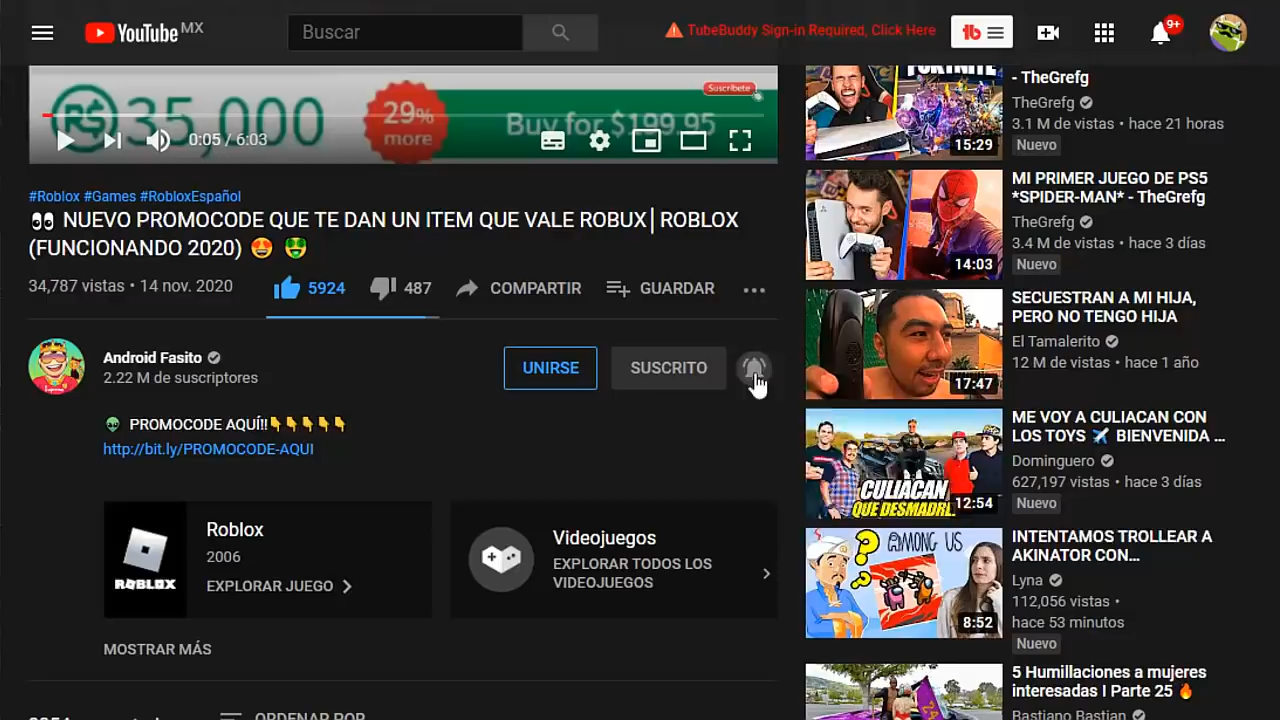 YouTube MX
Buscar
TubeBuddy Sign-in Required, Click Here
tb
9+
R$ 35,000
29% more
Buy for $199.95
Suscríbete
0:05 / 6:03
#Roblox #Games #RobloxEspañol
👀 NUEVO PROMOCODE QUE TE DAN UN ITEM QUE VALE ROBUX│ROBLOX
(FUNCIONANDO 2020) 😍 🤑
34,787 vistas • 14 nov. 2020
5924
487
COMPARTIR
GUARDAR
Android Fasito
2.22 M de suscriptores
UNIRSE
SUSCRITO
👽 PROMOCODE AQUÍ!!👇👇👇👇👇
http://bit.ly/PROMOCODE-AQUI
ROBLOX
Roblox
2006
EXPLORAR JUEGO
Videojuegos
EXPLORAR TODOS LOS
VIDEOJUEGOS
MOSTRAR MÁS
ORDENAR POR
FORTNITE
15:29
- TheGrefg
TheGrefg
3.1 M de vistas • hace 21 horas
Nuevo
14:03
MI PRIMER JUEGO DE PS5
*SPIDER-MAN* - TheGrefg
TheGrefg
3.4 M de vistas • hace 3 días
Nuevo
17:47
SECUESTRAN A MI HIJA,
PERO NO TENGO HIJA
El Tamalerito
12 M de vistas • hace 1 año
CULIACAN
QUE DESMADRE
12:54
ME VOY A CULIACAN CON
LOS TOYS ✈️ BIENVENIDA ...
Dominguero
627,197 vistas • hace 3 días
Nuevo
AMONG US
8:52
INTENTAMOS TROLLEAR A
AKINATOR CON...
Lyna
112,056 vistas •
hace 53 minutos
Nuevo
5 Humillaciones a mujeres
interesadas I Parte 25 🔥
Bastiano Bastian